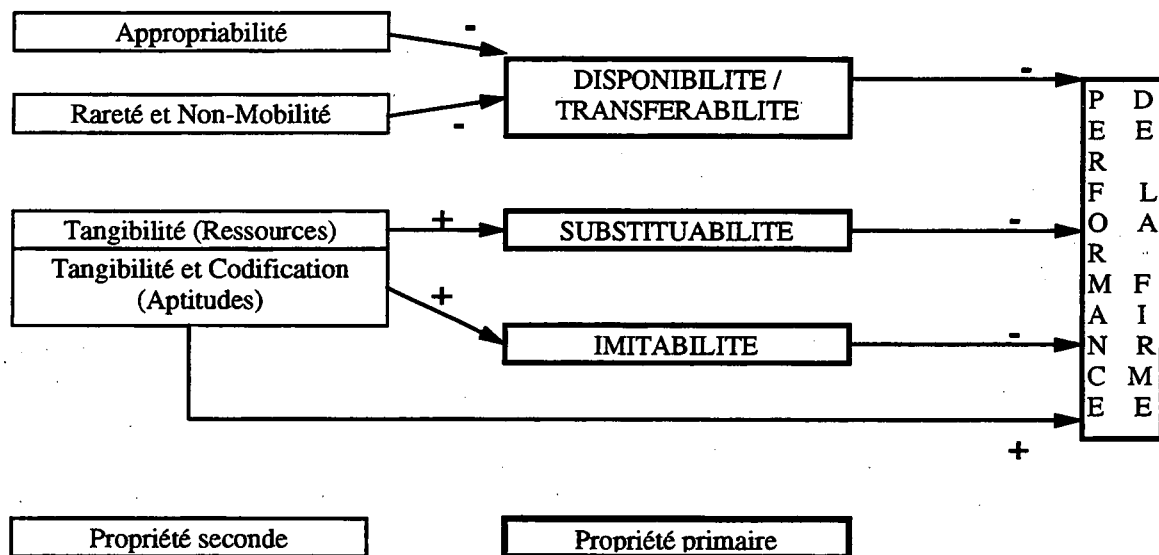 Appropriabilité
-
Rareté et Non-Mobilité
-
DISPONIBILITE /
TRANSFERABILITE
-
Tangibilité (Ressources)
+
SUBSTITUABILITE
-
Tangibilité et Codification
(Aptitudes)
+
IMITABILITE
-
+
PERFORMANCE
DE LA FIRME
Propriété seconde
Propriété primaire